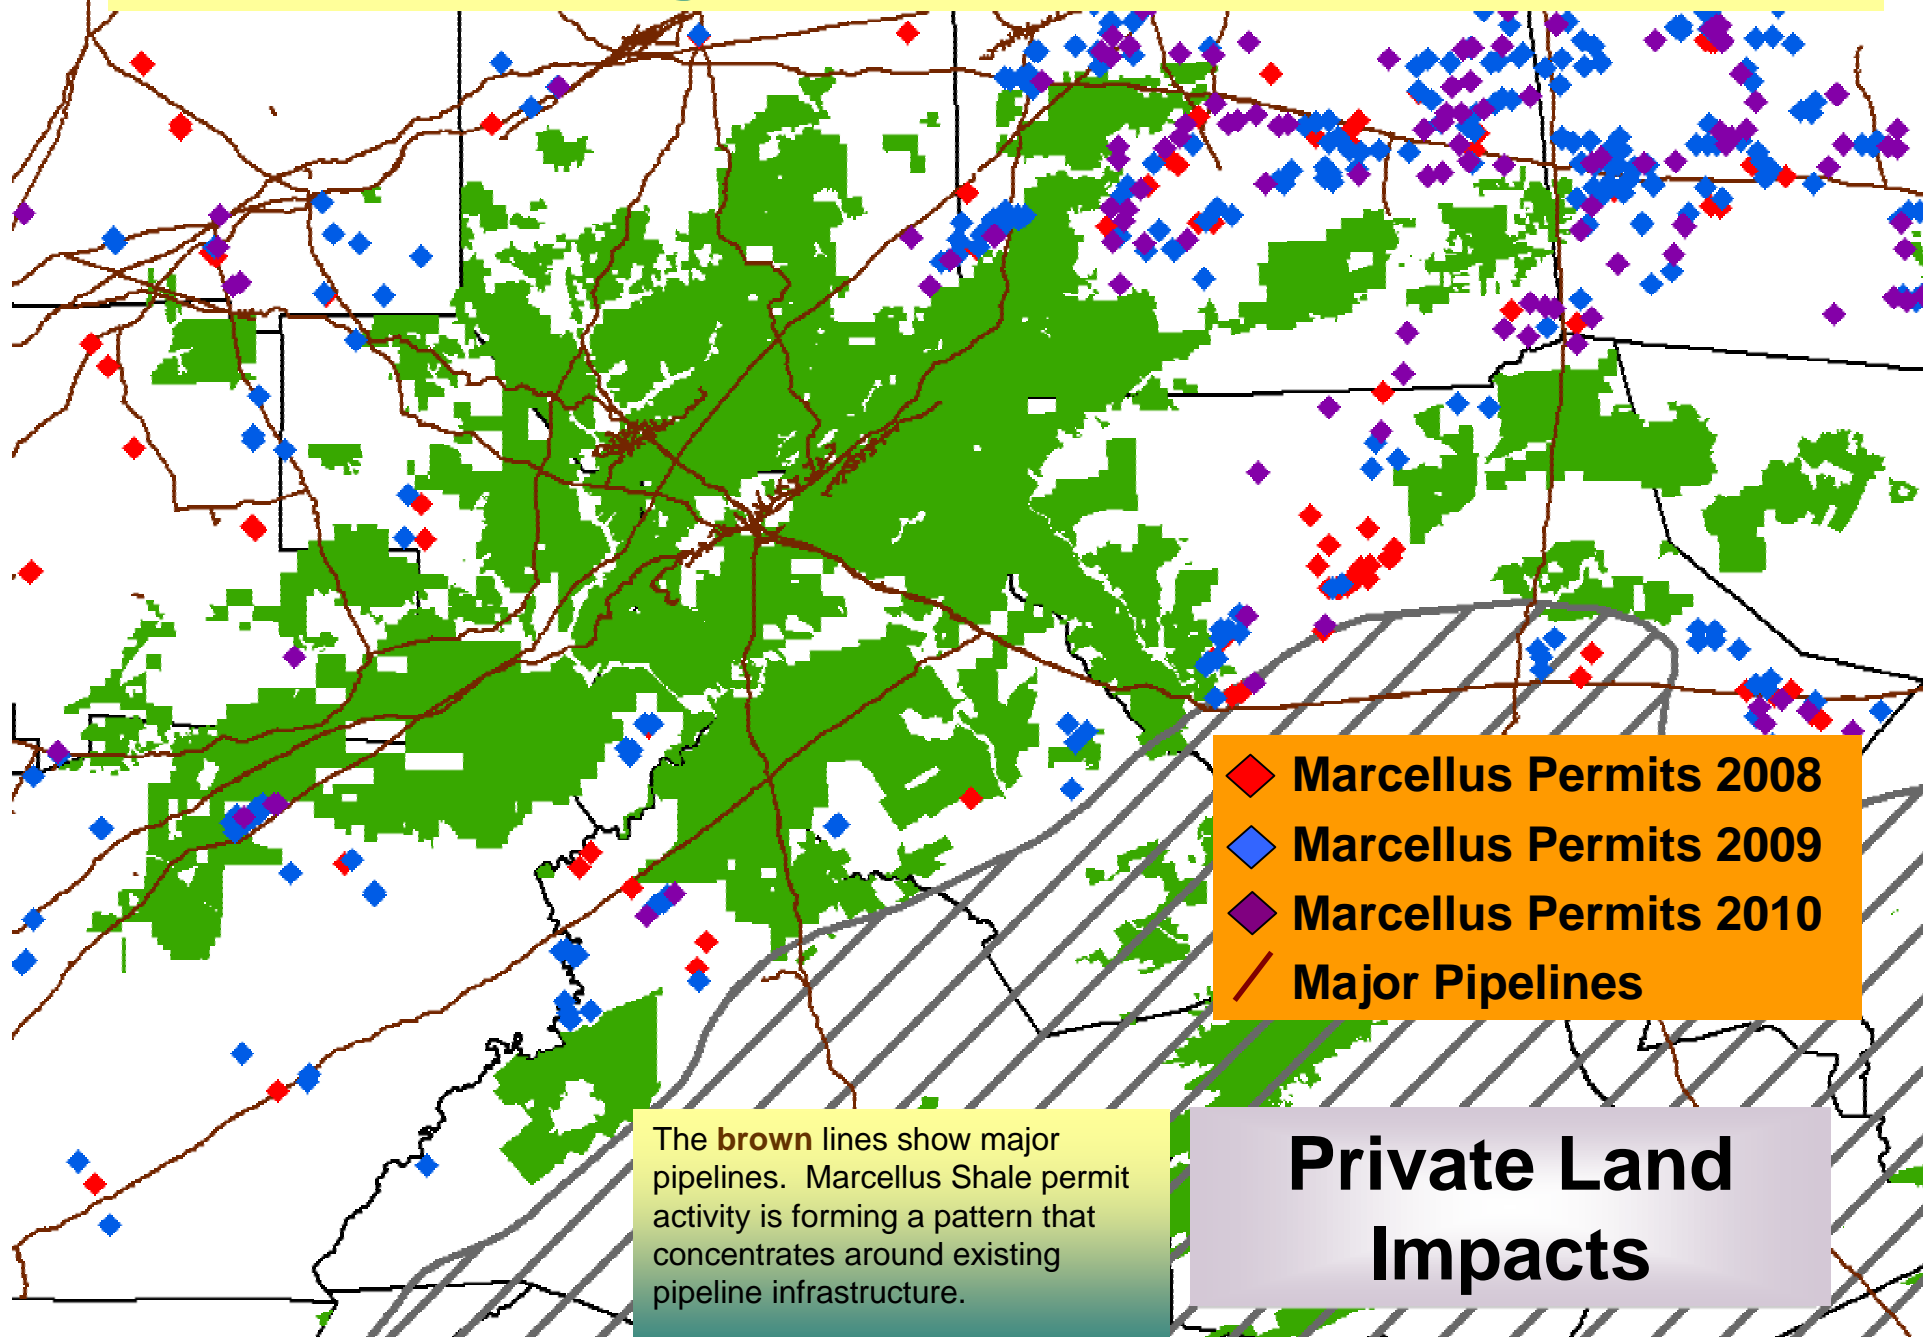 Marcellus Permits 2008
Marcellus Permits 2009
Marcellus Permits 2010
Major Pipelines
The brown lines show major
pipelines.  Marcellus Shale permit
activity is forming a pattern that
concentrates around existing
pipeline infrastructure.
Private Land
Impacts